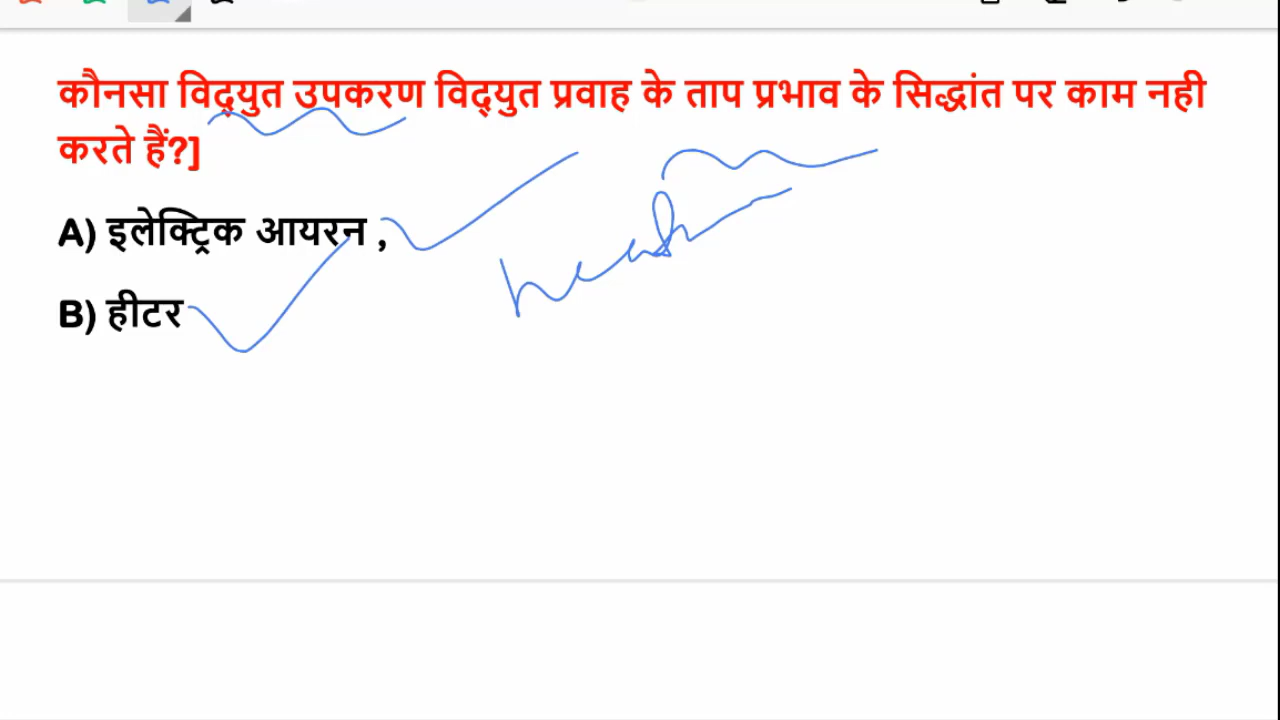 कौनसा विद्युत उपकरण विद्युत प्रवाह के ताप प्रभाव के सिद्धांत पर काम नही
करते हैं?]
A) इलेक्ट्रिक आयरन ,
B) हीटर